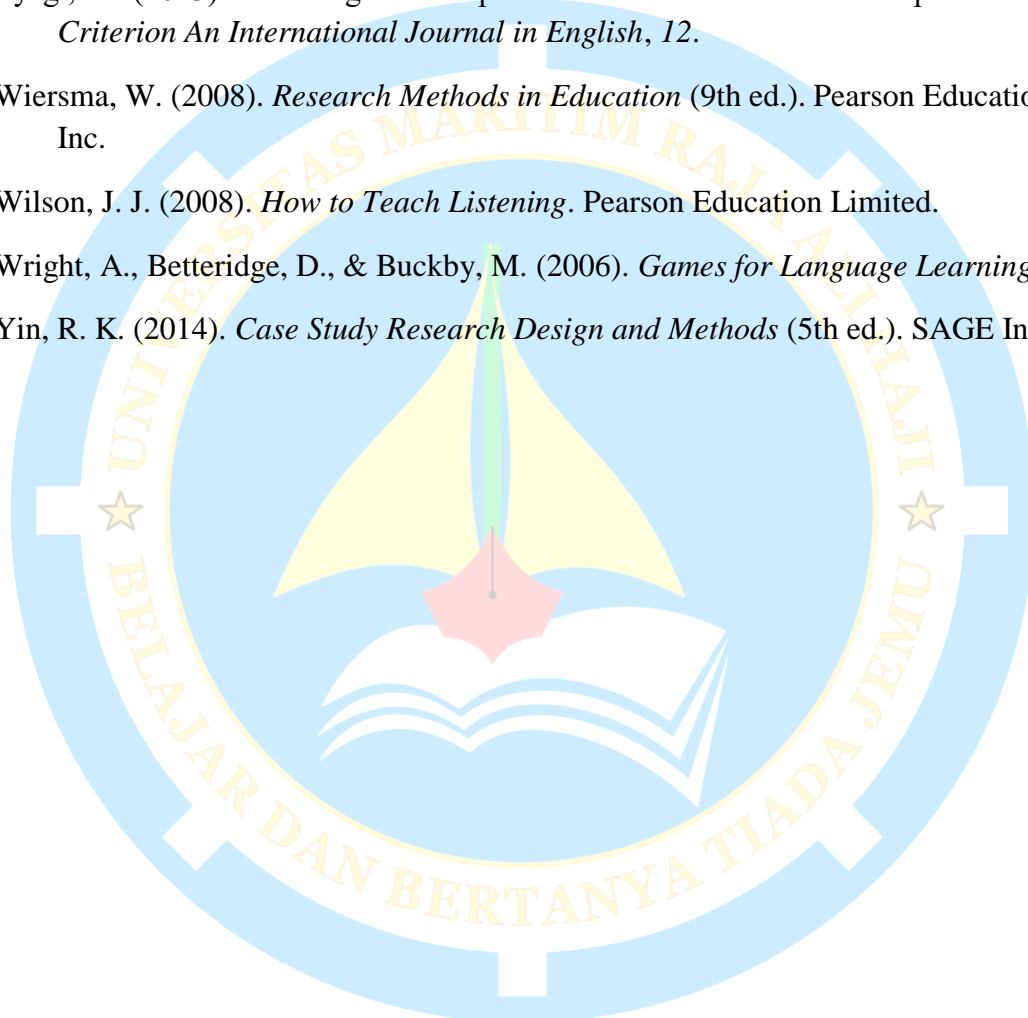 Criterion An International Journal in English, 12.
Wiersma, W. (2008). Research Methods in Education (9th ed.). Pearson
Inc.
Wilson, J. J. (2008). How to Teach Listening. Pearson Education Limited.
Wright, A., Betteridge, D., & Buckby, M. (2006). Games for Language Learning
Yin, R. K. (2014). Case Study Research Design and Methods (5th ed.). SAGE
UNIVERSITAS MARITIM RAJA ALI HAJI
BELAJAR DAN BERTANYA TIADA JEMU